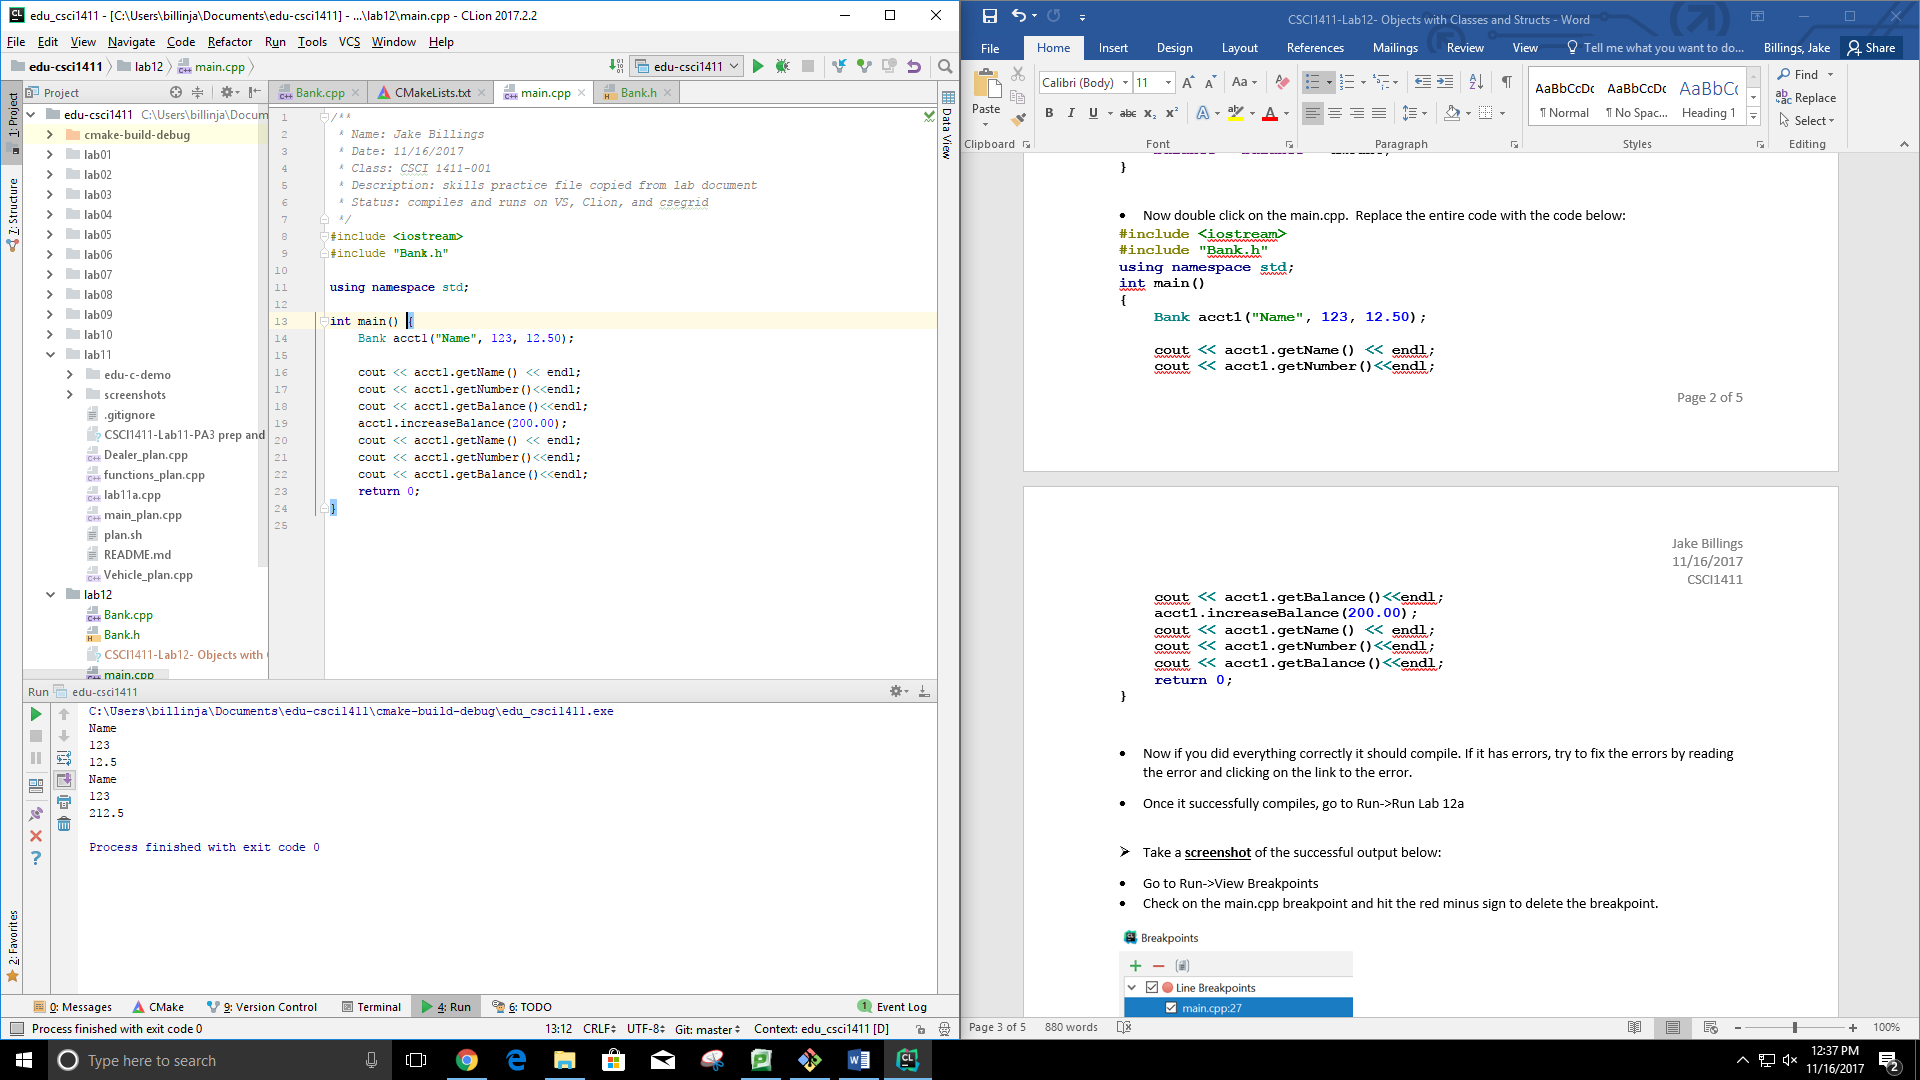 edu_csci1411 - [C:\Users\billinja\Documents\edu-csci1411] - ...\lab12\main.cpp - CLion 2017.2.2
File Edit View Navigate Code Refactor Run Tools VCS Window Help
edu-csci1411 lab12 main.cpp
edu-csci1411
1: Project
7: Structure
2: Favorites
Project
edu-csci1411 C:\Users\billinja\Docum
cmake-build-debug
lab01
lab02
lab03
lab04
lab05
lab06
lab07
lab08
lab09
lab10
lab11
edu-c-demo
screenshots
.gitignore
CSCI1411-Lab11-PA3 prep and
Dealer_plan.cpp
functions_plan.cpp
lab11a.cpp
main_plan.cpp
plan.sh
README.md
Vehicle_plan.cpp
lab12
Bank.cpp
Bank.h
CSCI1411-Lab12- Objects with
main.cpp
Bank.cpp CMakeLists.txt main.cpp Bank.h
Data View
1 /**
2 * Name: Jake Billings
3 * Date: 11/16/2017
4 * Class: CSCI 1411-001
5 * Description: skills practice file copied from lab document
6 * Status: compiles and runs on VS, Clion, and csegrid
7 */
8 #include <iostream>
9 #include "Bank.h"
10
11 using namespace std;
12
13 int main() {
14 Bank acct1("Name", 123, 12.50);
15
16 cout << acct1.getName() << endl;
17 cout << acct1.getNumber()<<endl;
18 cout << acct1.getBalance()<<endl;
19 acct1.increaseBalance(200.00);
20 cout << acct1.getName() << endl;
21 cout << acct1.getNumber()<<endl;
22 cout << acct1.getBalance()<<endl;
23 return 0;
24 }
25
Run edu-csci1411
C:\Users\billinja\Documents\edu-csci1411\cmake-build-debug\edu_csci1411.exe
Name
123
12.5
Name
123
212.5
Process finished with exit code 0
0: Messages CMake 9: Version Control Terminal 4: Run 6: TODO 1 Event Log
Process finished with exit code 0 13:12 CRLF UTF-8 Git: master Context: edu_csci1411 [D]
CSCI1411-Lab12- Objects with Classes and Structs - Word
File Home Insert Design Layout References Mailings Review View Tell me what you want to do... Billings, Jake Share
Paste
Calibri (Body) 11
B I U abc x₂ x²
AaBbCcDc AaBbCcDc AaBbCc
¶ Normal ¶ No Spac... Heading 1
Find
Replace
Select
Clipboard Font Paragraph Styles Editing
}
• Now double click on the main.cpp. Replace the entire code with the code below:
#include <iostream>
#include "Bank.h"
using namespace std;
int main()
{
Bank acct1("Name", 123, 12.50);
cout << acct1.getName() << endl;
cout << acct1.getNumber()<<endl;
Page 2 of 5
Jake Billings
11/16/2017
CSCI1411
cout << acct1.getBalance()<<endl;
acct1.increaseBalance(200.00);
cout << acct1.getName() << endl;
cout << acct1.getNumber()<<endl;
cout << acct1.getBalance()<<endl;
return 0;
}
• Now if you did everything correctly it should compile. If it has errors, try to fix the errors by reading
the error and clicking on the link to the error.
• Once it successfully compiles, go to Run->Run Lab 12a
➤ Take a screenshot of the successful output below:
• Go to Run->View Breakpoints
• Check on the main.cpp breakpoint and hit the red minus sign to delete the breakpoint.
Breakpoints
Line Breakpoints
main.cpp:27
Page 3 of 5 880 words 100%
Type here to search
12:37 PM
11/16/2017
2